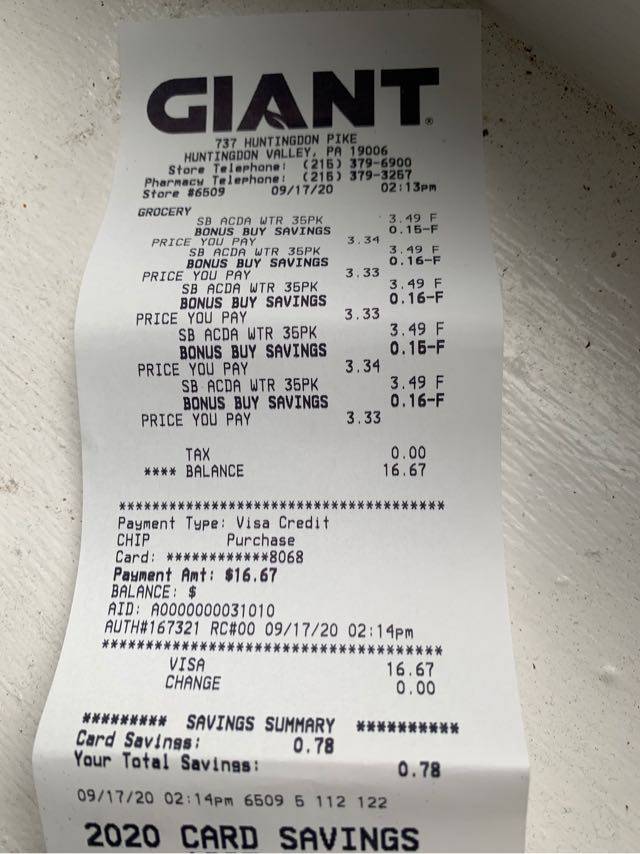 GIANT®
737 HUNTINGDON PIKE
HUNTINGDON VALLEY, PA 19006
Store Telephone: (215) 379-6900
Pharmacy Telephone: (215) 379-3257
Store #6509 09/17/20 02:13pm
GROCERY
SB ACDA WTR 35PK 3.49 F
BONUS BUY SAVINGS 0.15-F
PRICE YOU PAY 3.34
SB ACDA WTR 35PK 3.49 F
BONUS BUY SAVINGS 0.16-F
PRICE YOU PAY 3.33
SB ACDA WTR 35PK 3.49 F
BONUS BUY SAVINGS 0.16-F
PRICE YOU PAY 3.33
SB ACDA WTR 35PK 3.49 F
BONUS BUY SAVINGS 0.15-F
PRICE YOU PAY 3.34
SB ACDA WTR 35PK 3.49 F
BONUS BUY SAVINGS 0.16-F
PRICE YOU PAY 3.33
TAX 0.00
**** BALANCE 16.67
****************************************
Payment Type: Visa Credit
CHIP Purchase
Card: ************8068
Payment Amt: $16.67
BALANCE: $
AID: A0000000031010
AUTH#167321 RC#00 09/17/20 02:14pm
****************************************
VISA 16.67
CHANGE 0.00
********* SAVINGS SUMMARY **********
Card Savings: 0.78
Your Total Savings: 0.78
09/17/20 02:14pm 6509 5 112 122
2020 CARD SAVINGS